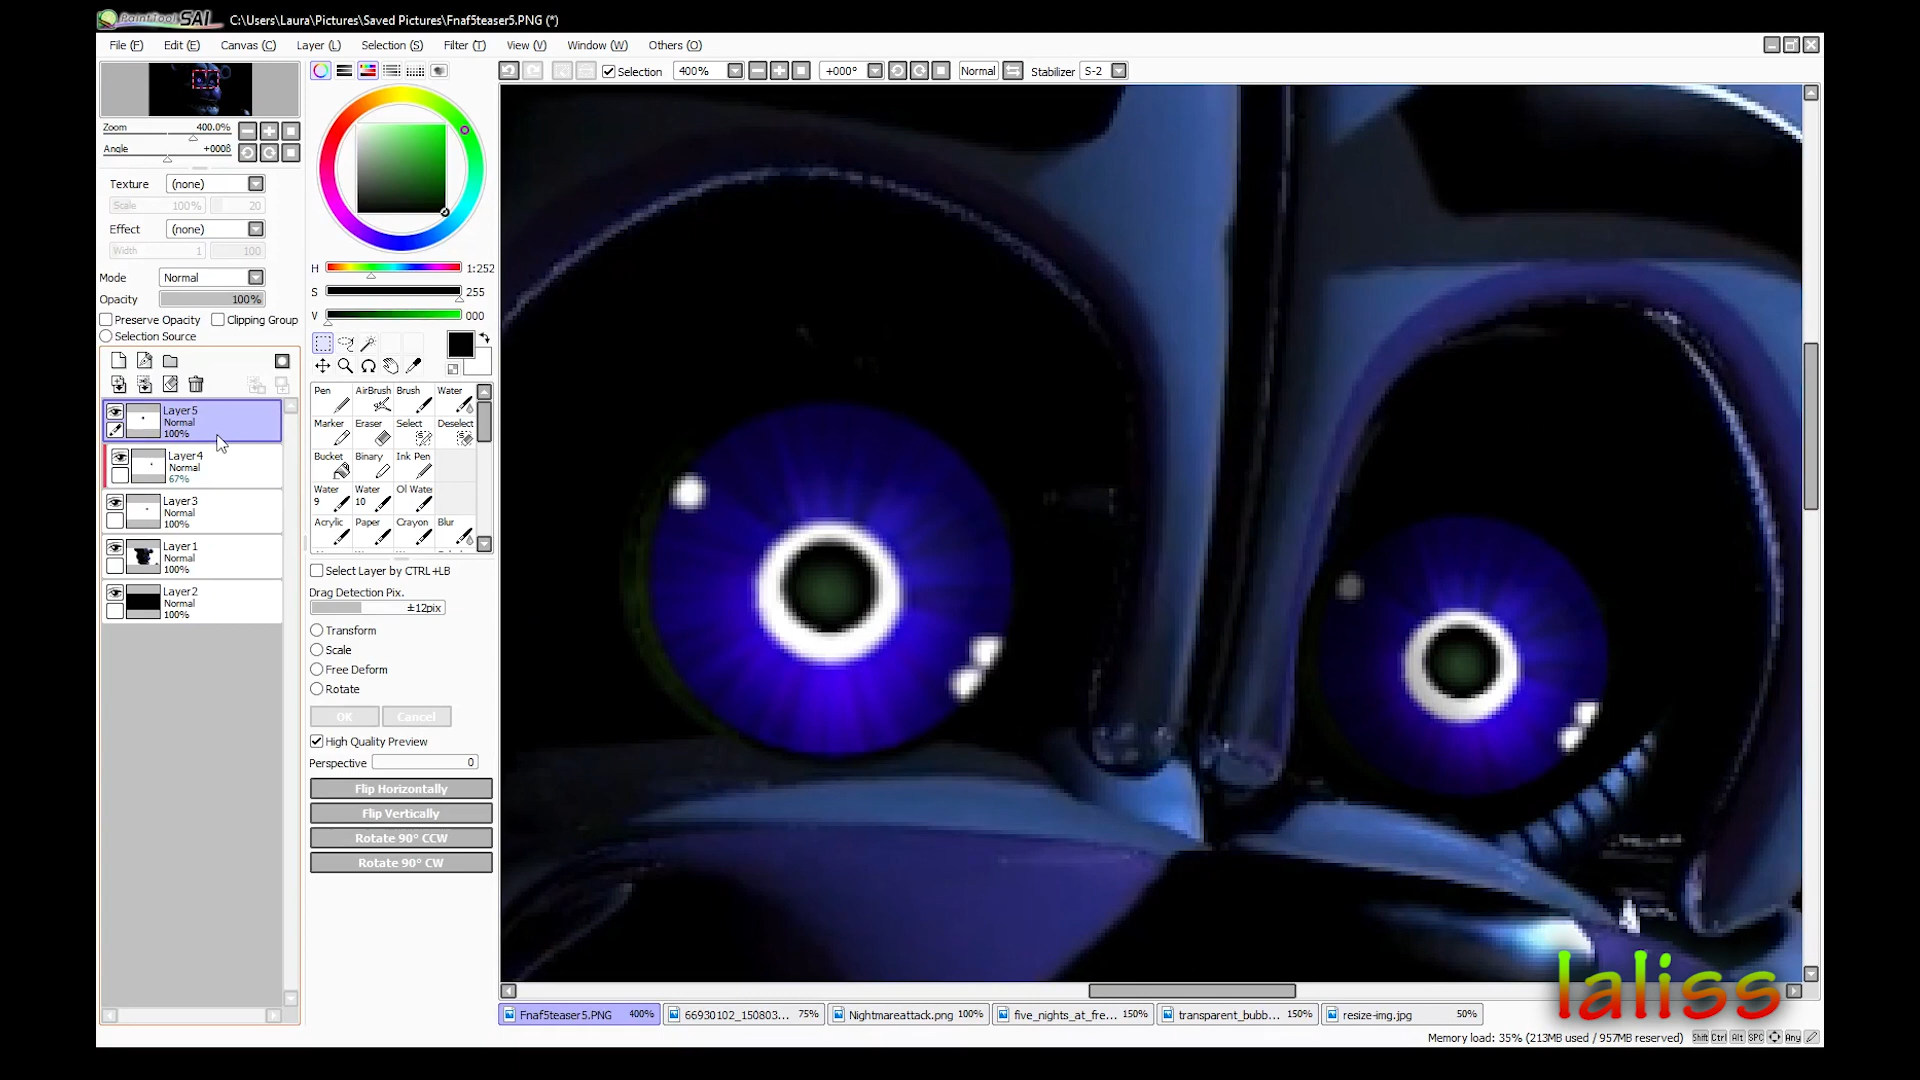 PaintTool SAI C:\Users\Laura\Pictures\Saved Pictures\Fnaf5teaser5.PNG (*)
File (F) Edit (E) Canvas (C) Layer (L) Selection (S) Filter (T) View (V) Window (W) Others (O)
Selection 400% +000° Normal Stabilizer S-2
Zoom 400.0%
Angle +0008
Texture (none)
Scale 100% 20
Effect (none)
Width 1 100
Mode Normal
Opacity 100%
Preserve Opacity Clipping Group
Selection Source
Layer5
Normal
100%
Layer4
Normal
67%
Layer3
Normal
100%
Layer1
Normal
100%
Layer2
Normal
100%
H 1:252
S 255
V 000
Pen AirBrush Brush Water
Marker Eraser Select Deselect
Bucket Binary Ink Pen
Water 9 Water 10 Ol Water
Acrylic Paper Crayon Blur
Select Layer by CTRL+LB
Drag Detection Pix.
±12pix
Transform
Scale
Free Deform
Rotate
OK Cancel
High Quality Preview
Perspective 0
Flip Horizontally
Flip Vertically
Rotate 90° CCW
Rotate 90° CW
laliss
Fnaf5teaser5.PNG 400% 66930102_150803... 75% Nightmareattack.png 100% five_nights_at_fre... 150% transparent_bubb... 150% resize-img.jpg 50%
Memory load: 35% (213MB used / 957MB reserved) Shift Ctrl Alt SPC Any